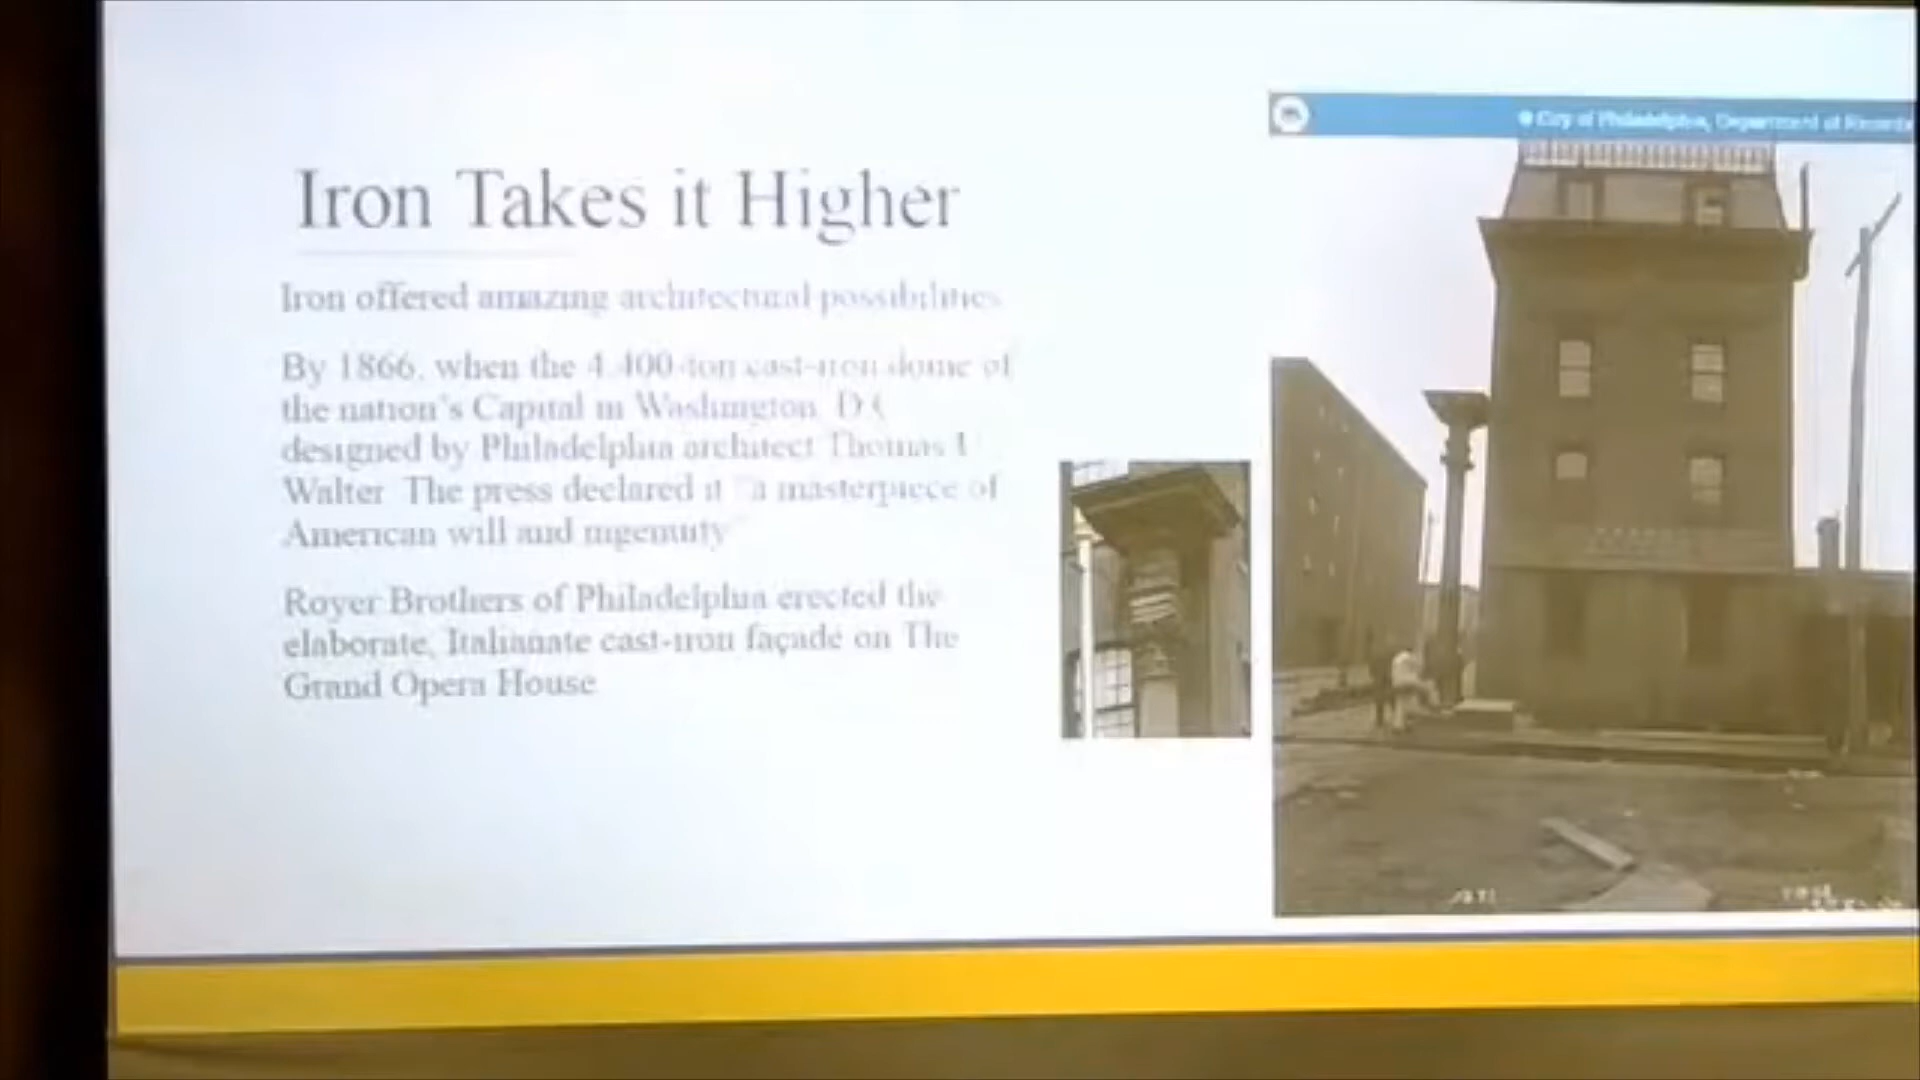 Iron Takes it Higher
Iron offered amazing architectural possibilities
By 1866, when the 4,400-ton cast-iron dome of
the nation's Capital in Washington, D.C
designed by Philadelphia architect Thomas U
Walter The press declared it "a masterpiece of
American will and ingenuity"
Royer Brothers of Philadelphia erected the
elaborate, Italianate cast-iron façade on The
Grand Opera House
© City of Philadelphia, Department of Records